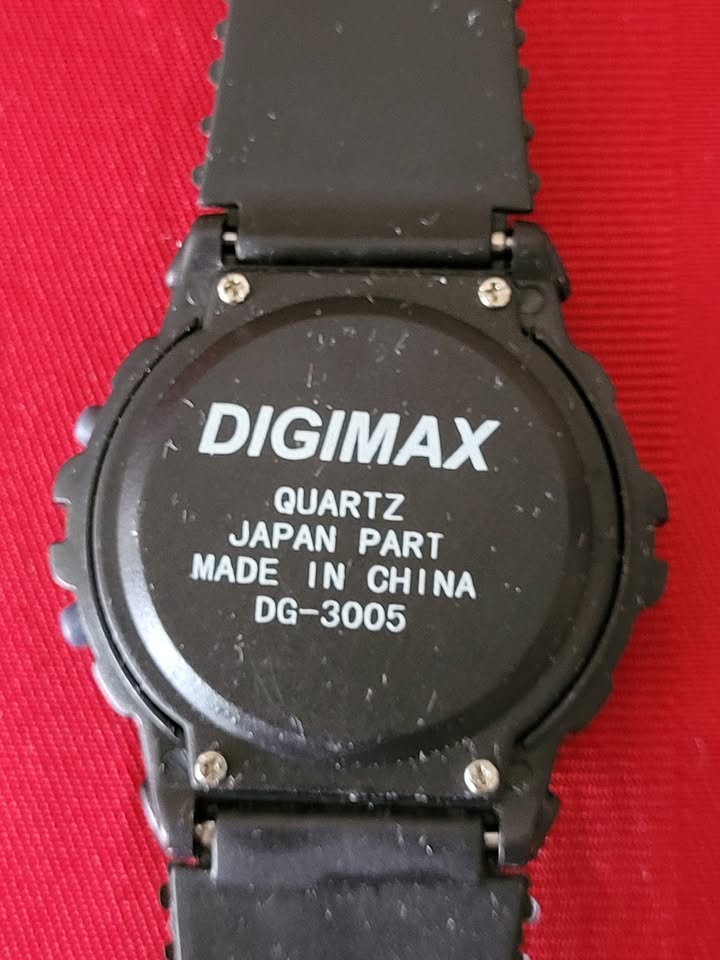 DIGIMAX
QUARTZ
JAPAN PART
MADE IN CHINA
DG-3005